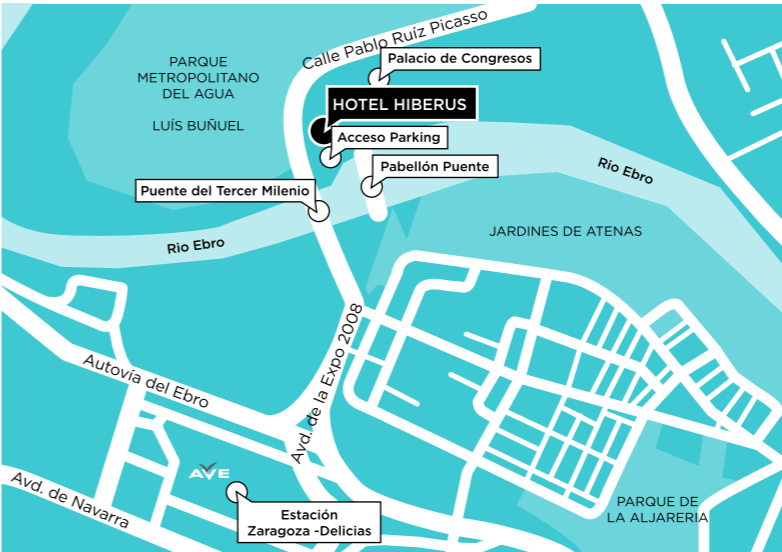 Calle Pablo Ruíz Picasso
PARQUE
METROPOLITANO
DEL AGUA
LUÍS BUÑUEL
Palacio de Congresos
HOTEL HIBERUS
Acceso Parking
Pabellón Puente
Puente del Tercer Milenio
Rio Ebro
Rio Ebro
JARDINES DE ATENAS
Avd. de la Expo 2008
Autovía del Ebro
AVE
Avd. de Navarra
Estación
Zaragoza -Delicias
PARQUE DE
LA ALJARERIA